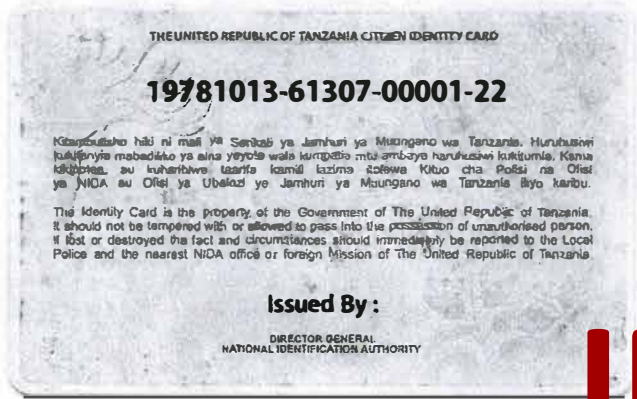 THE UNITED REPUBLIC OF TANZANIA CITIZEN IDENTITY CARD
19781013-61307-00001-22
Kitambulisho hiki ni mali ya Serikali ya Jamhuri ya Muungano wa Tanzania. Huruhusiwi
kukifanyia mabadiliko ya aina yeyote wala kumpatia mtu ambaye haruhusiwi kukitumia. Kama
kikipotea au kuharibiwa taarifa kamili lazima itolewe Kituo cha Polisi na Ofisi
ya NIDA au Ofisi ya Ubalozi ya Jamhuri ya Muungano wa Tanzania iliyo karibu.
The Identity Card is the property of the Government of The United Republic of Tanzania.
It should not be tempered with or allowed to pass into the possession of unauthorised person.
If lost or destroyed the fact and circumstances should immediately be reported to the Local
Police and the nearest NIDA office or foreign Mission of The United Republic of Tanzania
Issued By :
DIRECTOR GENERAL
NATIONAL IDENTIFICATION AUTHORITY